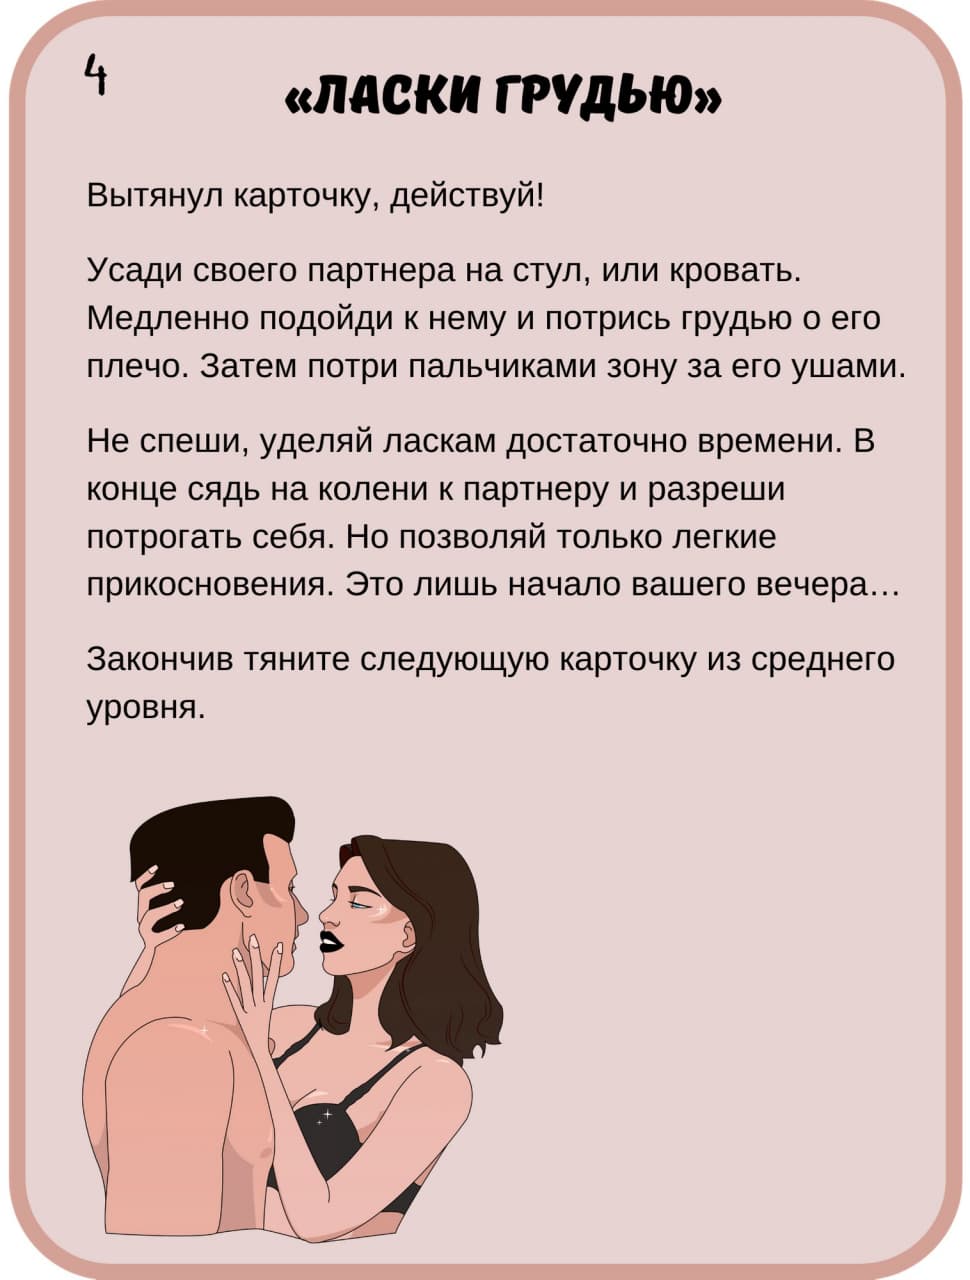 4
«ЛАСКИ ГРУДЬЮ»
Вытянул карточку, действуй!
Усади своего партнера на стул, или кровать.
Медленно подойди к нему и потрись грудью о его
плечо. Затем потри пальчиками зону за его ушами.
Не спеши, уделяй ласкам достаточно времени. В
конце сядь на колени к партнеру и разреши
потрогать себя. Но позволяй только легкие
прикосновения. Это лишь начало вашего вечера…
Закончив тяните следующую карточку из среднего
уровня.